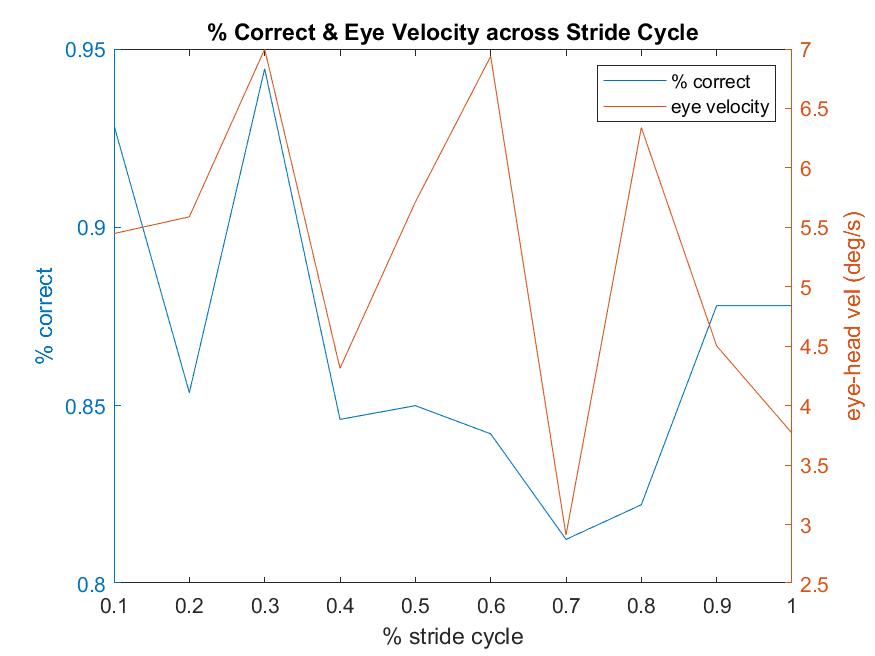 % Correct & Eye Velocity across Stride Cycle
0.95
0.9
0.85
0.8
% correct
7
6.5
6
5.5
5
4.5
4
3.5
3
2.5
eye-head vel (deg/s)
% correct
eye velocity
0.1 0.2 0.3 0.4 0.5 0.6 0.7 0.8 0.9 1
% stride cycle